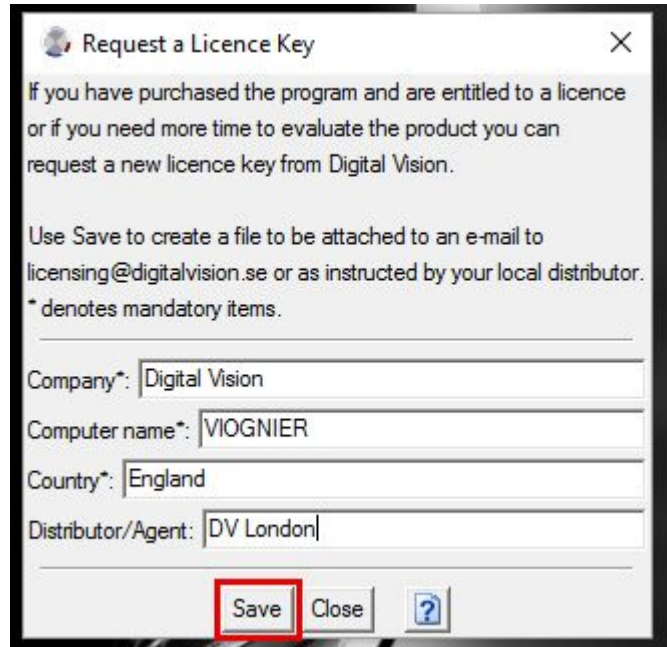 Request a Licence Key
If you have purchased the program and are entitled to a licence
or if you need more time to evaluate the product you can
request a new licence key from Digital Vision.
Use Save to create a file to be attached to an e-mail to
licensing@digitalvision.se or as instructed by your local distributor.
* denotes mandatory items.
Company*: Digital Vision
Computer name*: VIOGNIER
Country*: England
Distributor/Agent: DV London
Save Close ?